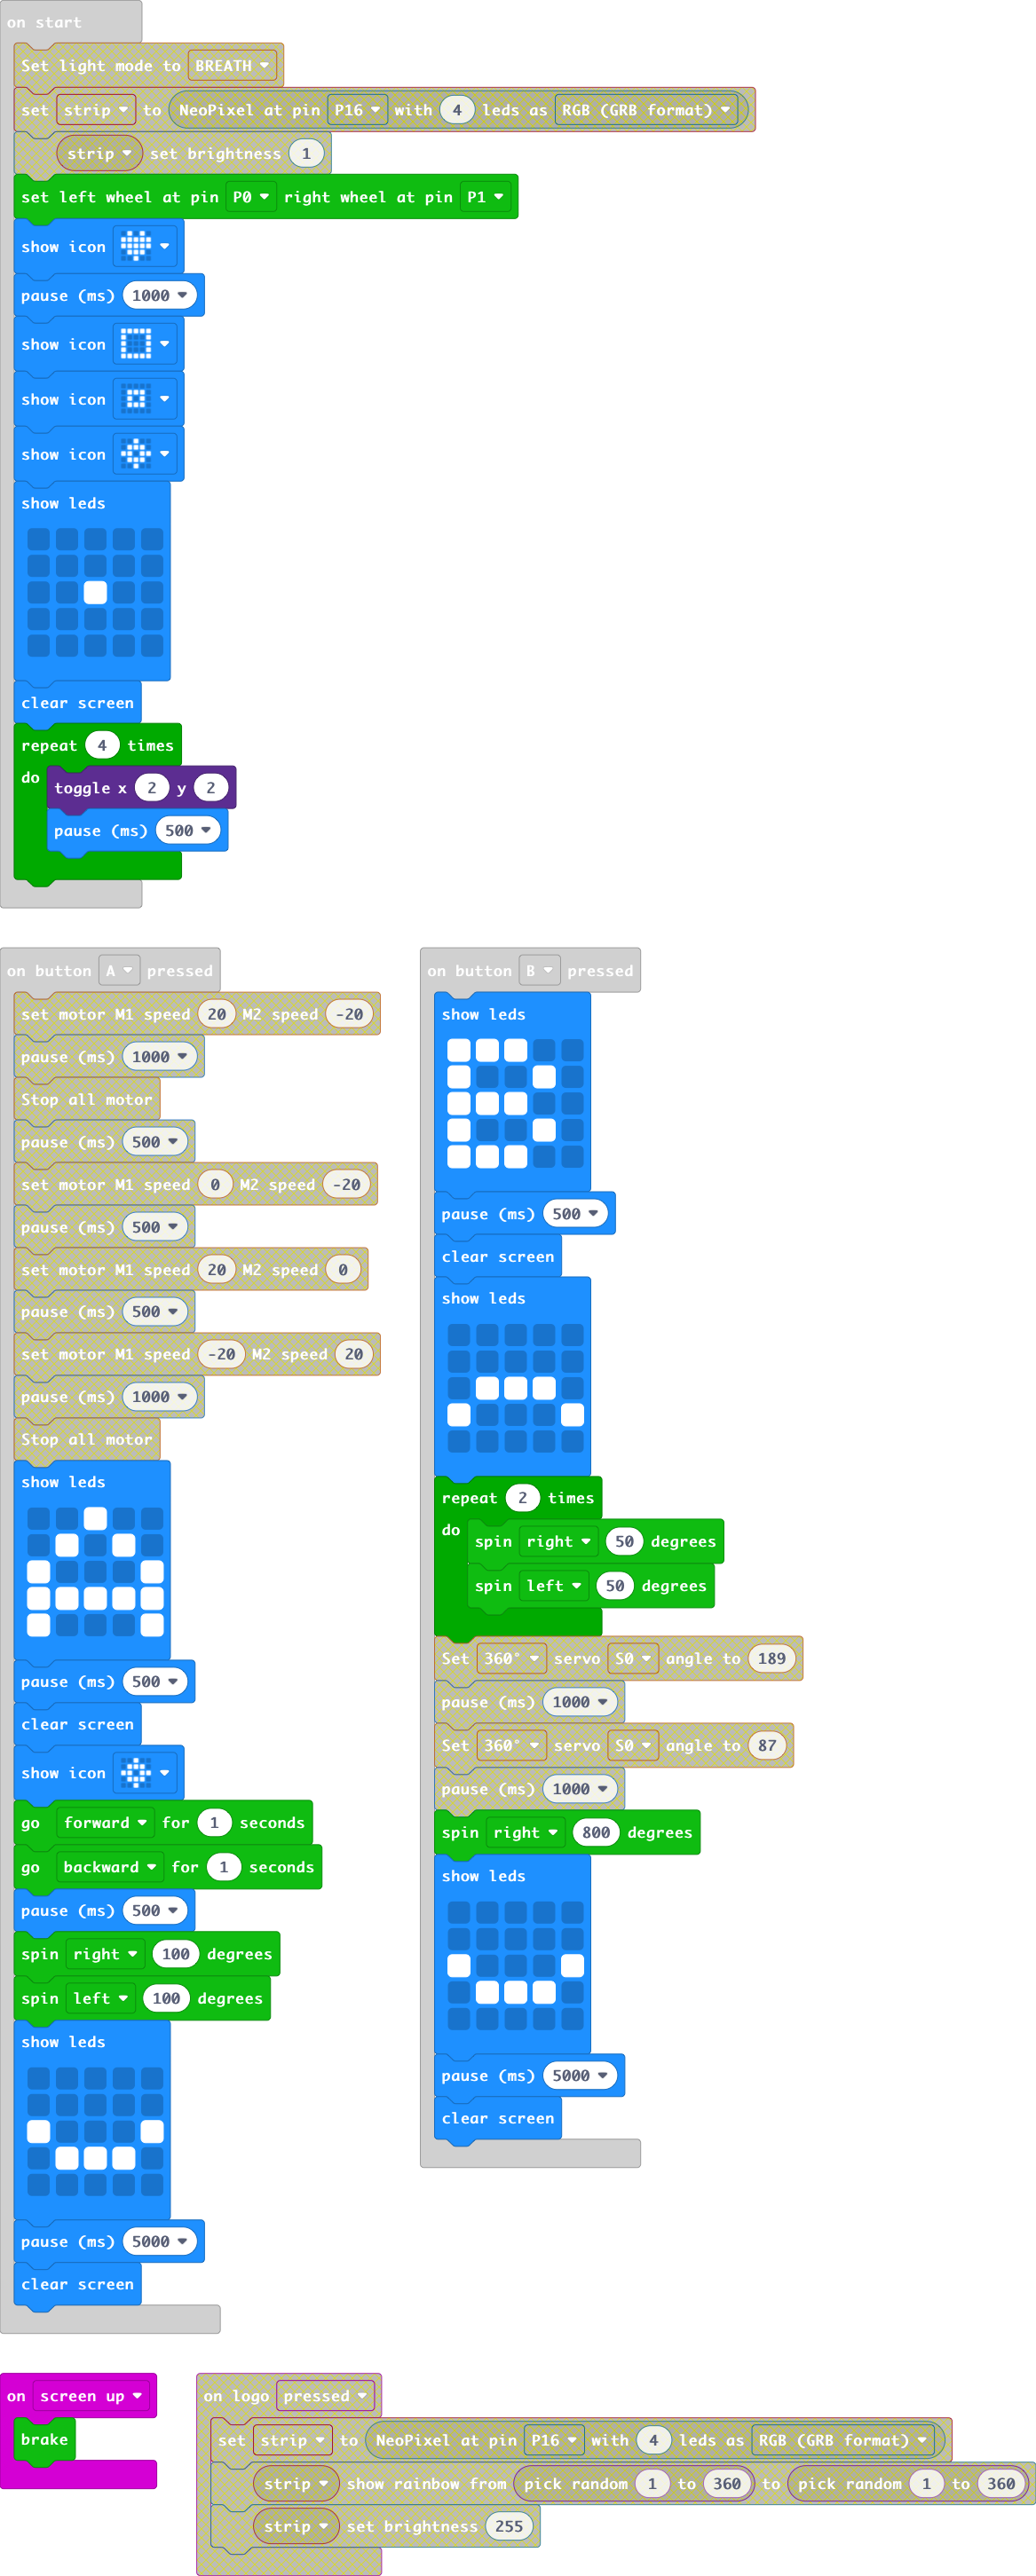 on start
Set light mode to BREATH
set strip to NeoPixel at pin P16 with 4 leds as RGB (GRB format)
strip set brightness 1
set left wheel at pin P0 right wheel at pin P1
show icon
pause (ms) 1000
show icon
show icon
show icon
show leds
clear screen
repeat 4 times
do toggle x 2 y 2
pause (ms) 500
on button A pressed
set motor M1 speed 20 M2 speed -20
pause (ms) 1000
Stop all motor
pause (ms) 500
set motor M1 speed 0 M2 speed -20
pause (ms) 500
set motor M1 speed 20 M2 speed 0
pause (ms) 500
set motor M1 speed -20 M2 speed 20
pause (ms) 1000
Stop all motor
show leds
pause (ms) 500
clear screen
show icon
go forward for 1 seconds
go backward for 1 seconds
pause (ms) 500
spin right 100 degrees
spin left 100 degrees
show leds
pause (ms) 5000
clear screen
on button B pressed
show leds
pause (ms) 500
clear screen
show leds
repeat 2 times
do spin right 50 degrees
spin left 50 degrees
Set 360° servo S0 angle to 189
pause (ms) 1000
Set 360° servo S0 angle to 87
pause (ms) 1000
spin right 800 degrees
show leds
pause (ms) 5000
clear screen
on screen up
brake
on logo pressed
set strip to NeoPixel at pin P16 with 4 leds as RGB (GRB format)
strip show rainbow from pick random 1 to 360 to pick random 1 to 360
strip set brightness 255